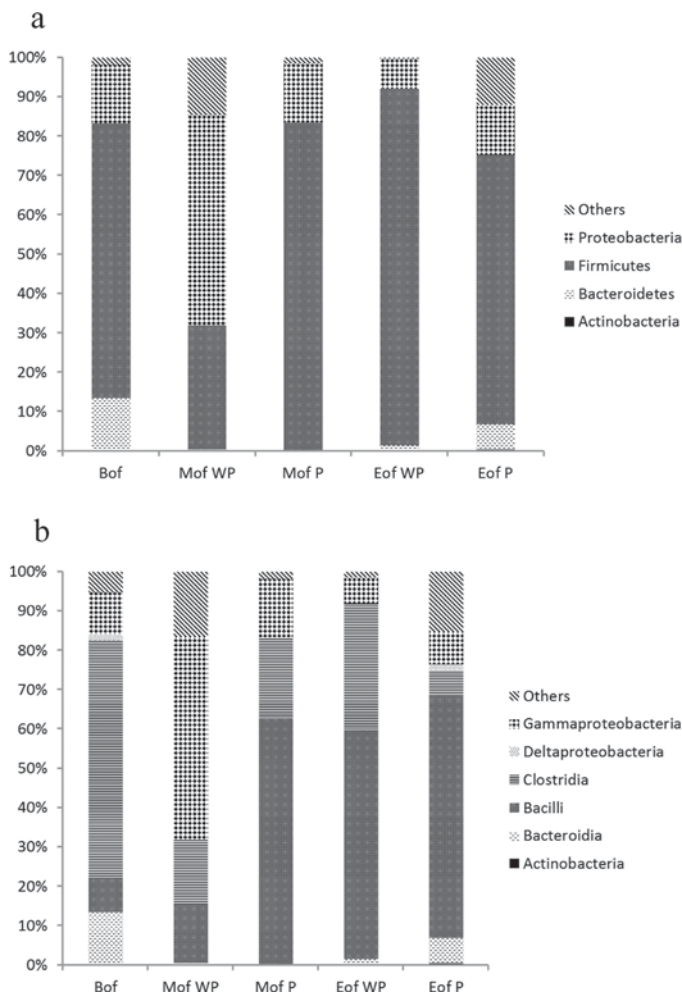 a
100%
90%
80%
70%
60%
50%
40%
30%
20%
10%
0%
Bof Mof WP Mof P Eof WP Eof P
Others
Proteobacteria
Firmicutes
Bacteroidetes
Actinobacteria
b
100%
90%
80%
70%
60%
50%
40%
30%
20%
10%
0%
Bof Mof WP Mof P Eof WP Eof P
Others
Gammaproteobacteria
Deltaproteobacteria
Clostridia
Bacilli
Bacteroidia
Actinobacteria